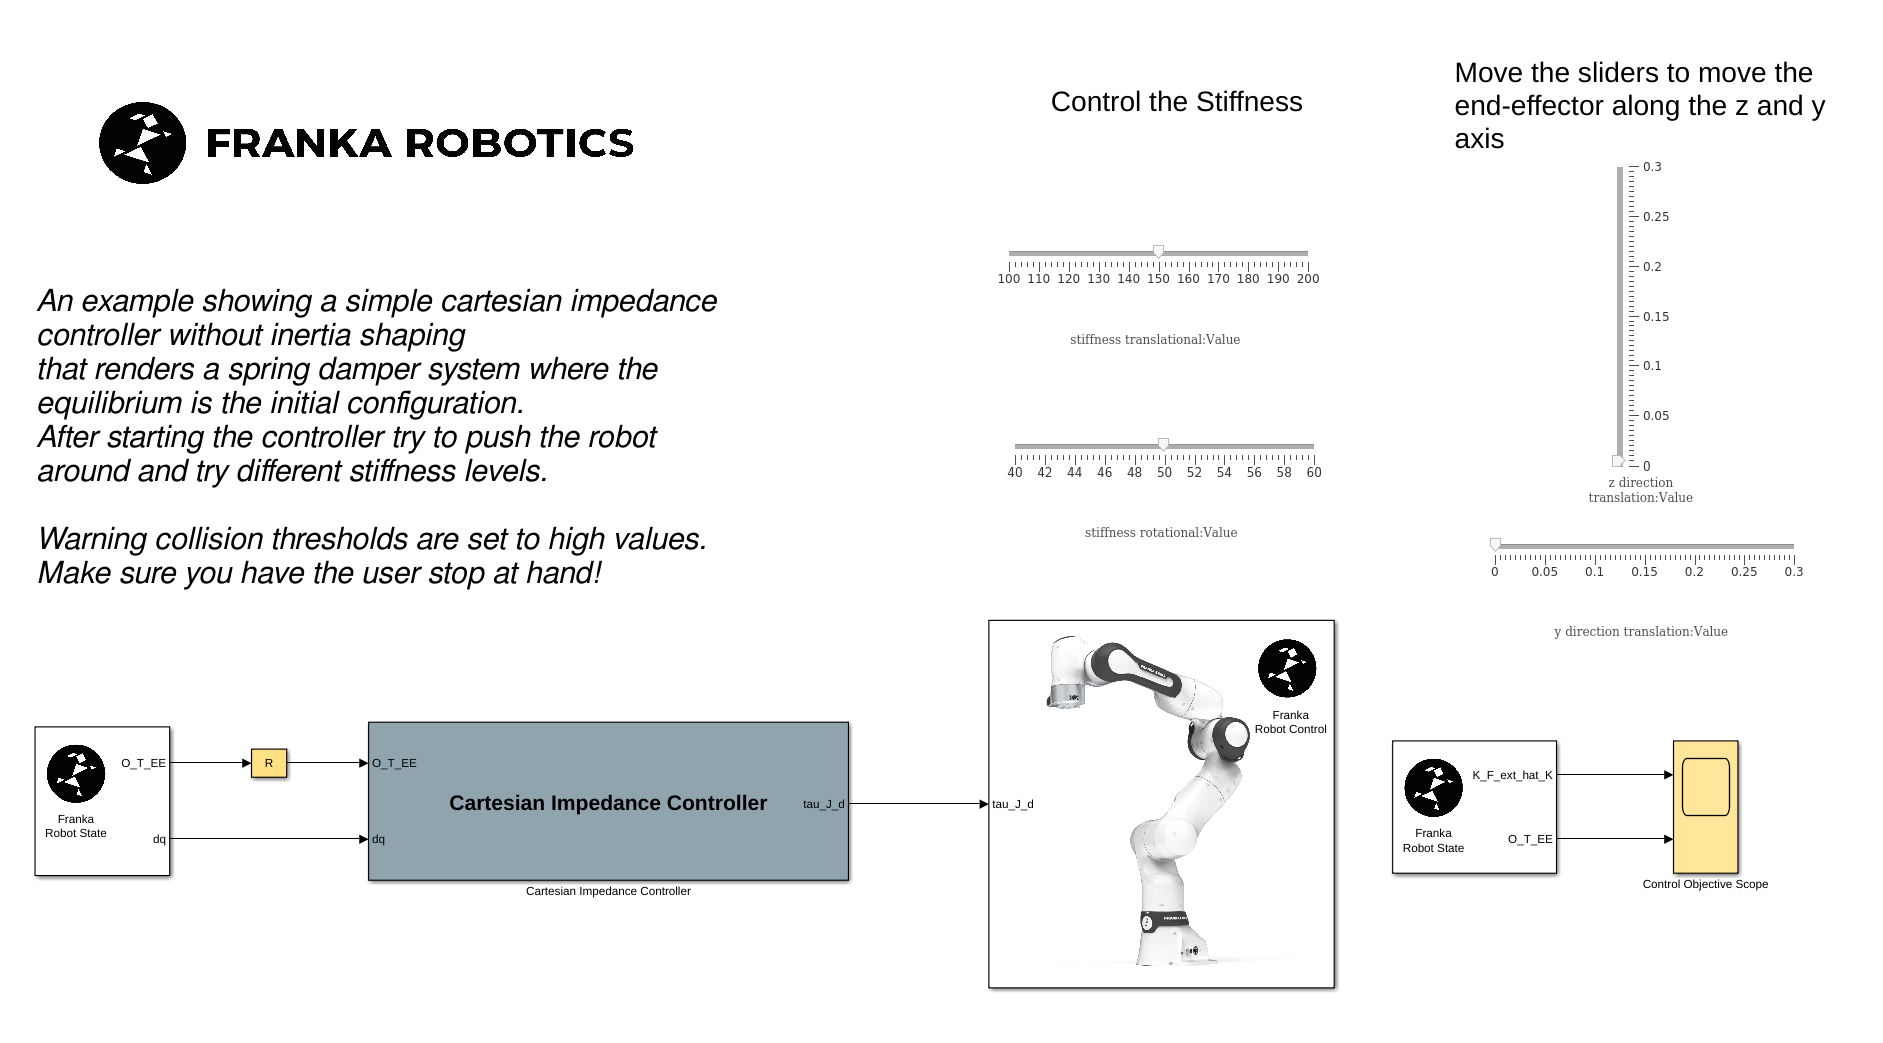 FRANKA ROBOTICS
An example showing a simple cartesian impedance
controller without inertia shaping
that renders a spring damper system where the
equilibrium is the initial configuration.
After starting the controller try to push the robot
around and try different stiffness levels.
Warning collision thresholds are set to high values.
Make sure you have the user stop at hand!
Control the Stiffness
100 110 120 130 140 150 160 170 180 190 200
stiffness translational:Value
40 42 44 46 48 50 52 54 56 58 60
stiffness rotational:Value
Move the sliders to move the
end-effector along the z and y
axis
0.3
0.25
0.2
0.15
0.1
0.05
0
z direction
translation:Value
0 0.05 0.1 0.15 0.2 0.25 0.3
y direction translation:Value
O_T_EE
Franka
Robot State
dq
R
O_T_EE
Cartesian Impedance Controller
tau_J_d
dq
Cartesian Impedance Controller
Franka
Robot Control
tau_J_d
K_F_ext_hat_K
Franka
Robot State
O_T_EE
Control Objective Scope